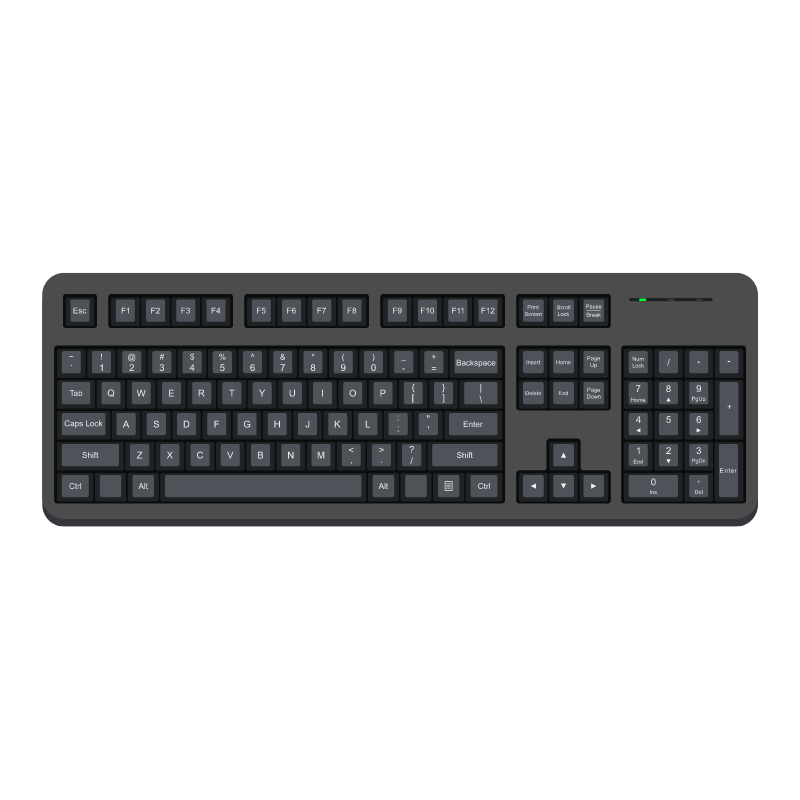 Esc F1 F2 F3 F4 F5 F6 F7 F8 F9 F10 F11 F12 Print Screen Scroll Lock Pause Break
~ ` ! 1 @ 2 # 3 $ 4 % 5 ^ 6 & 7 * 8 ( 9 ) 0 _ - + = Backspace Insert Home Page Up Num Lock / * -
Tab Q W E R T Y U I O P { [ } ] | \ Delete End Page Down 7 Home 8 ▲ 9 PgUp +
Caps Lock A S D F G H J K L : ; " ' Enter 4 ◄ 5 6 ►
Shift Z X C V B N M < , > . ? / Shift ▲ 1 End 2 ▼ 3 PgDn Enter
Ctrl Alt Alt Ctrl ◄ ▼ ► 0 Ins . Del